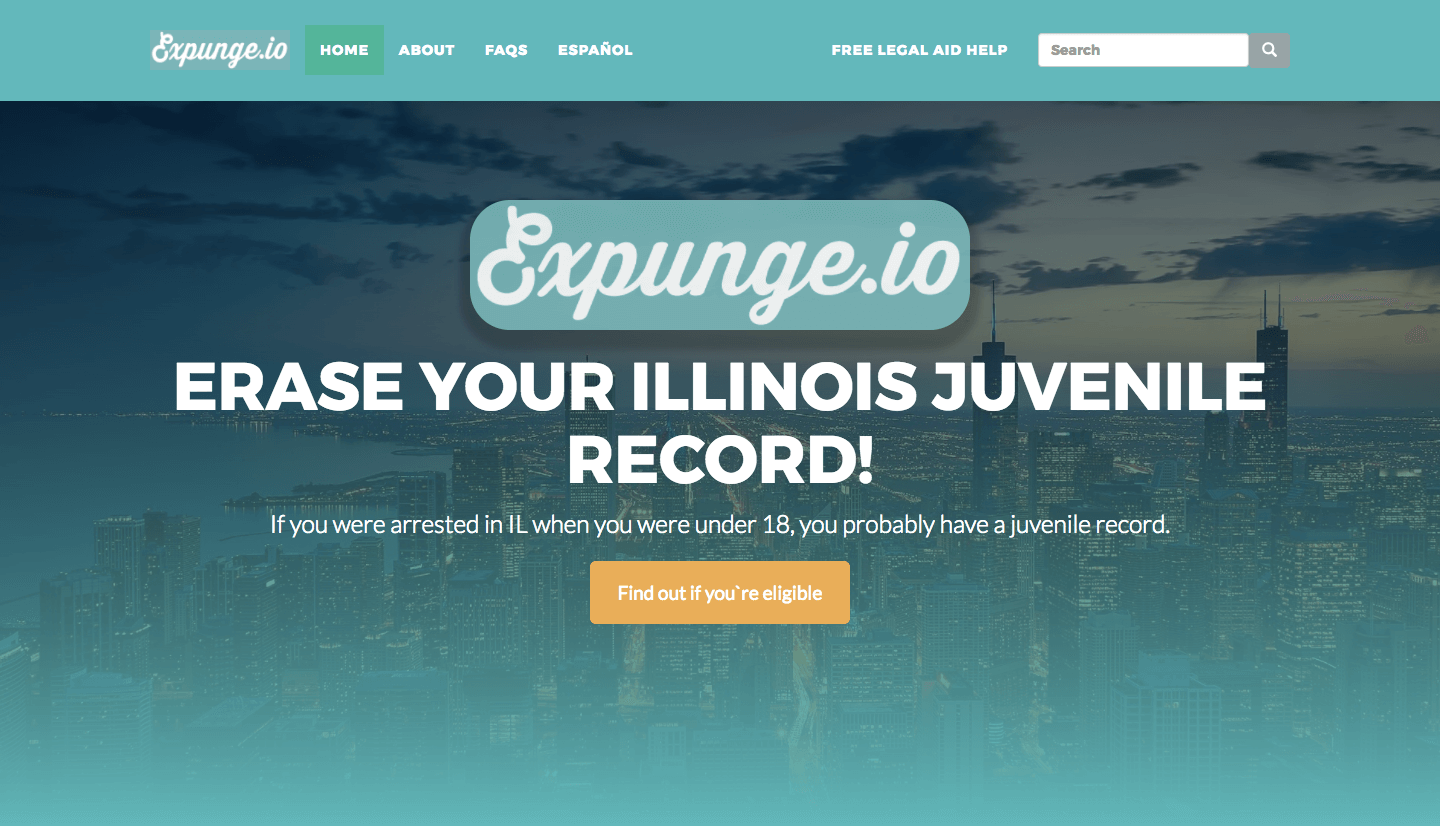 Expunge.io
HOME
ABOUT
FAQS
ESPAÑOL
FREE LEGAL AID HELP
Search
Expunge.io
ERASE YOUR ILLINOIS JUVENILE
RECORD!
If you were arrested in IL when you were under 18, you probably have a juvenile record.
Find out if you`re eligible